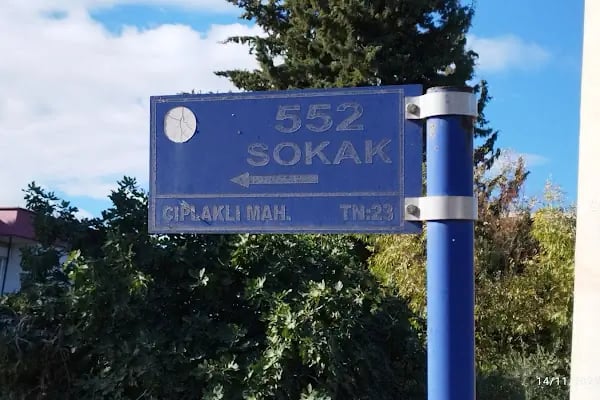 552
SOKAK
ÇIPLAKLI MAH. TN:23